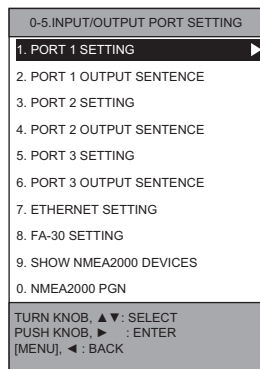 0-5.INPUT/OUTPUT PORT SETTING
1. PORT 1 SETTING ▶
2. PORT 1 OUTPUT SENTENCE
3. PORT 2 SETTING
4. PORT 2 OUTPUT SENTENCE
5. PORT 3 SETTING
6. PORT 3 OUTPUT SENTENCE
7. ETHERNET SETTING
8. FA-30 SETTING
9. SHOW NMEA2000 DEVICES
0. NMEA2000 PGN
TURN KNOB, ▲▼: SELECT
PUSH KNOB, ▶ : ENTER
[MENU], ◄ : BACK